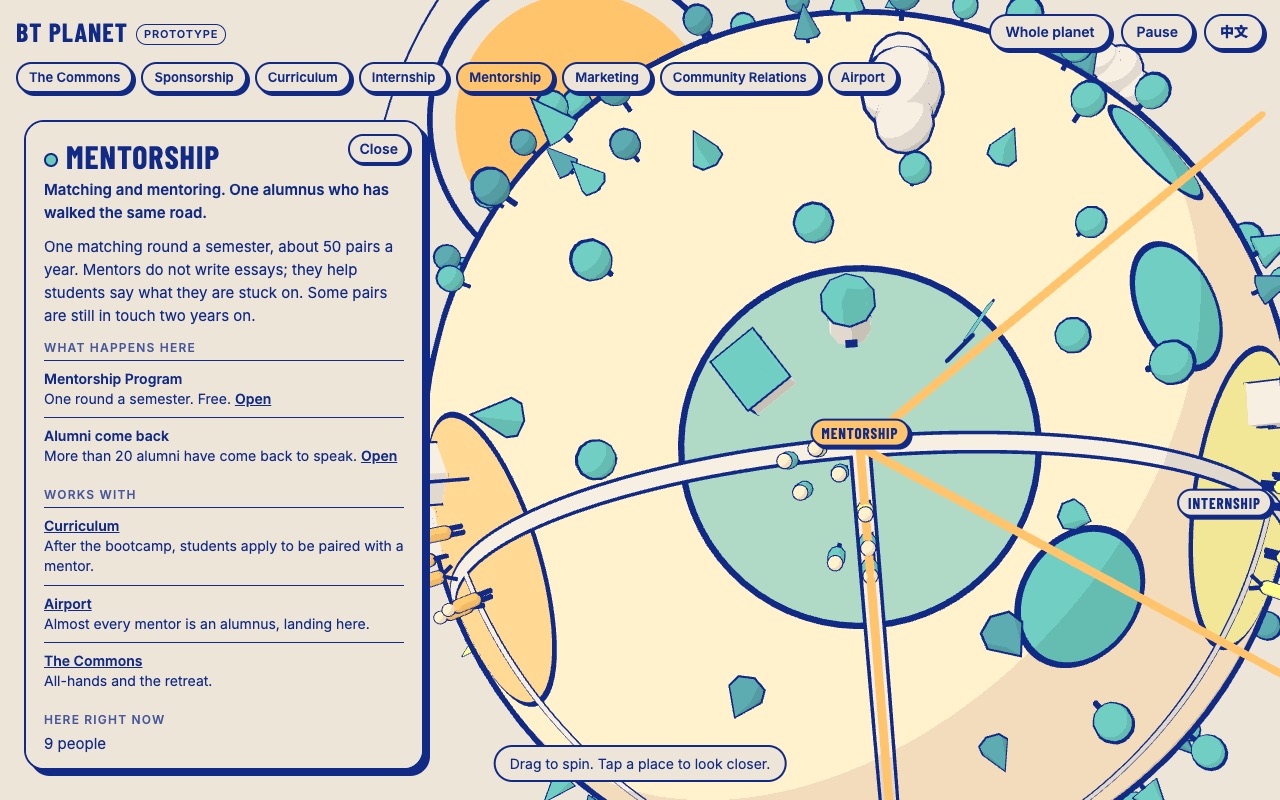 BT PLANET PROTOTYPE
Whole planet Pause 中文
The Commons Sponsorship Curriculum Internship Mentorship Marketing Community Relations Airport
MENTORSHIP
Close
Matching and mentoring. One alumnus who has
walked the same road.
One matching round a semester, about 50 pairs a
year. Mentors do not write essays; they help
students say what they are stuck on. Some pairs
are still in touch two years on.
WHAT HAPPENS HERE
Mentorship Program
One round a semester. Free. Open
Alumni come back
More than 20 alumni have come back to speak. Open
WORKS WITH
Curriculum
After the bootcamp, students apply to be paired with a
mentor.
Airport
Almost every mentor is an alumnus, landing here.
The Commons
All-hands and the retreat.
HERE RIGHT NOW
9 people
MENTORSHIP
INTERNSHIP
Drag to spin. Tap a place to look closer.